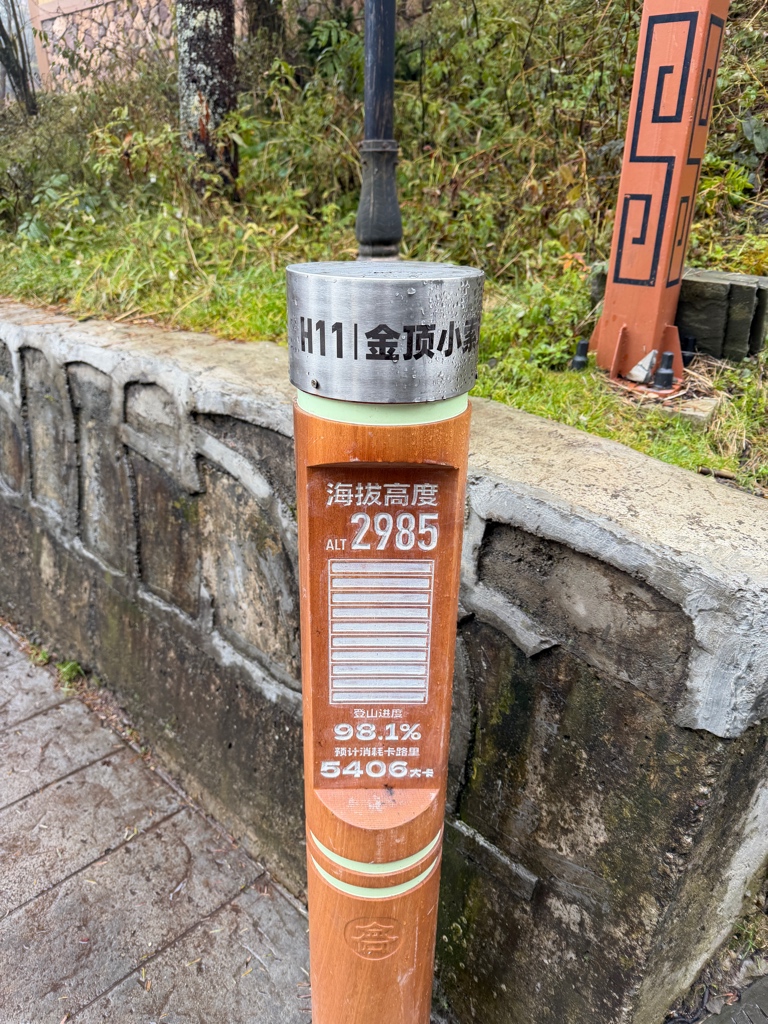 H11|金顶小
海拔高度
ALT 2985
登山进度
98.1%
预计消耗卡路里
5406大卡